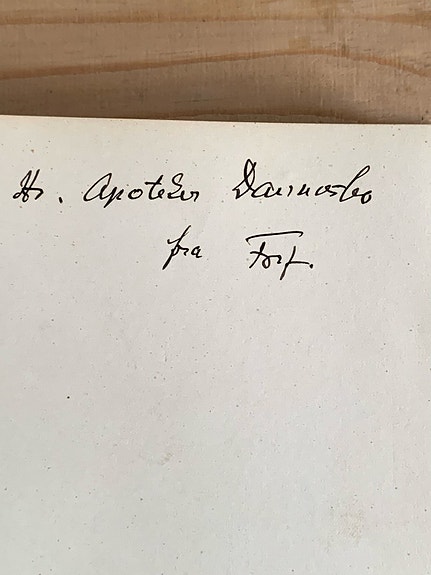 Hr. Apoteker
fra Forf.